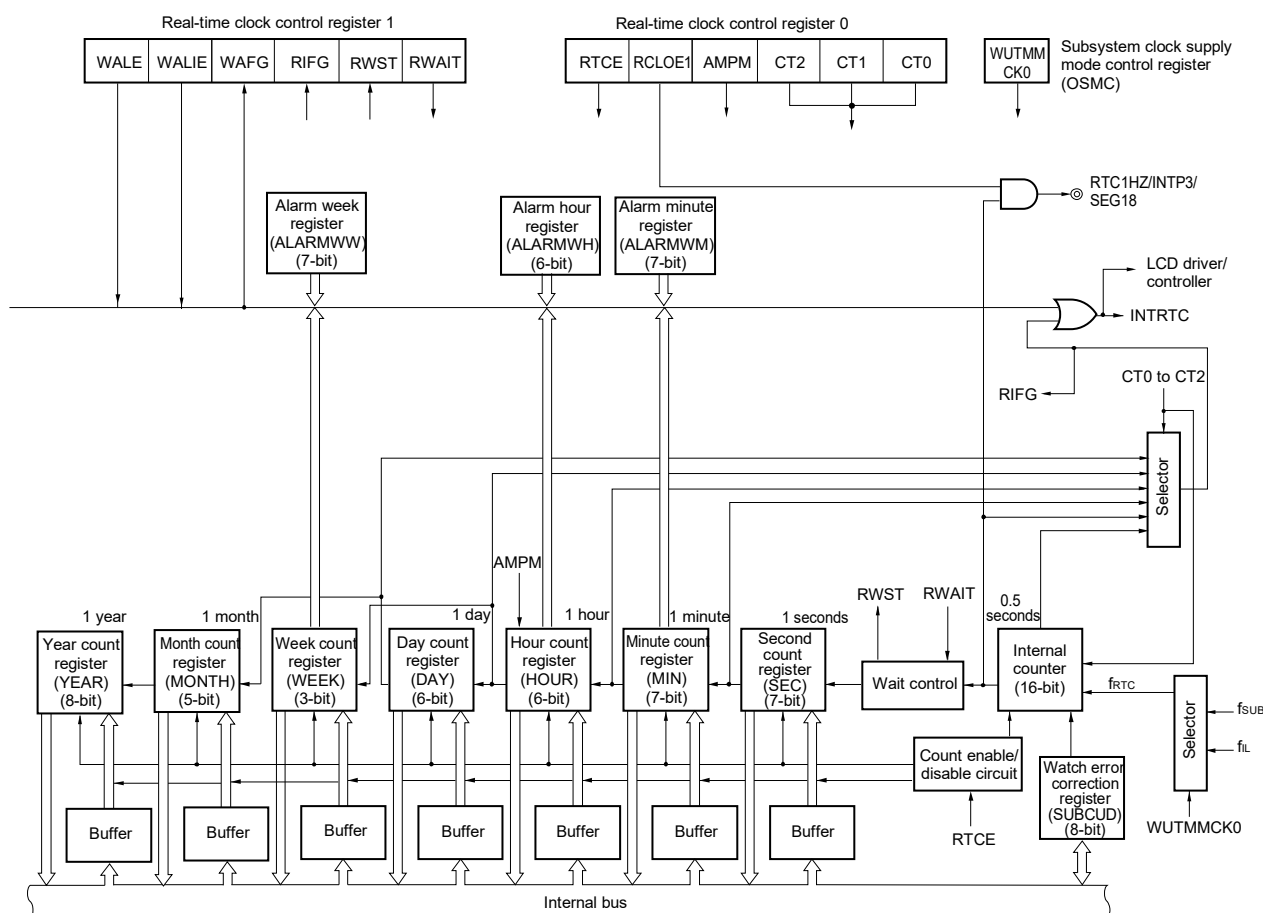 Real-time clock control register 1
Real-time clock control register 0
WALE
WALIE
WAFG
RIFG
RWST
RWAIT
RTCE
RCLOE1
AMPM
CT2
CT1
CT0
WUTMM
CK0
Subsystem clock supply
mode control register
(OSMC)
Alarm week
register
(ALARMWW)
(7-bit)
Alarm hour
register
(ALARMWH)
(6-bit)
Alarm minute
register
(ALARMWM)
(7-bit)
RTC1HZ/INTP3/
SEG18
LCD driver/
controller
INTRTC
RIFG
CT0 to CT2
Selector
AMPM
RWST
RWAIT
0.5
seconds
1 year
1 month
1 day
1 hour
1 minute
1 seconds
Year count
register
(YEAR)
(8-bit)
Month count
register
(MONTH)
(5-bit)
Week count
register
(WEEK)
(3-bit)
Day count
register
(DAY)
(6-bit)
Hour count
register
(HOUR)
(6-bit)
Minute count
register
(MIN)
(7-bit)
Second
count
register
(SEC)
(7-bit)
Wait control
Internal
counter
(16-bit)
fRTC
Selector
fSUB
fIL
WUTMMCK0
Count enable/
disable circuit
RTCE
Watch error
correction
register
(SUBCUD)
(8-bit)
Buffer
Buffer
Buffer
Buffer
Buffer
Buffer
Buffer
Internal bus